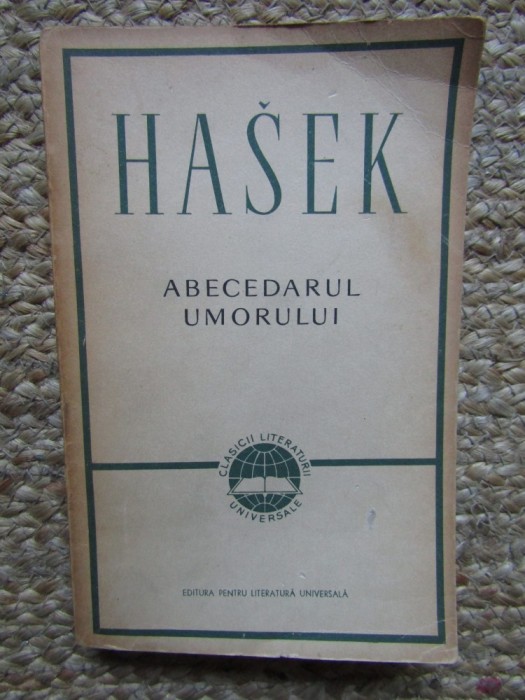 HAŠEK
ABECEDARUL
UMORULUI
CLASICII LITERATURII
UNIVERSALE
EDITURA PENTRU LITERATURĂ UNIVERSALĂ